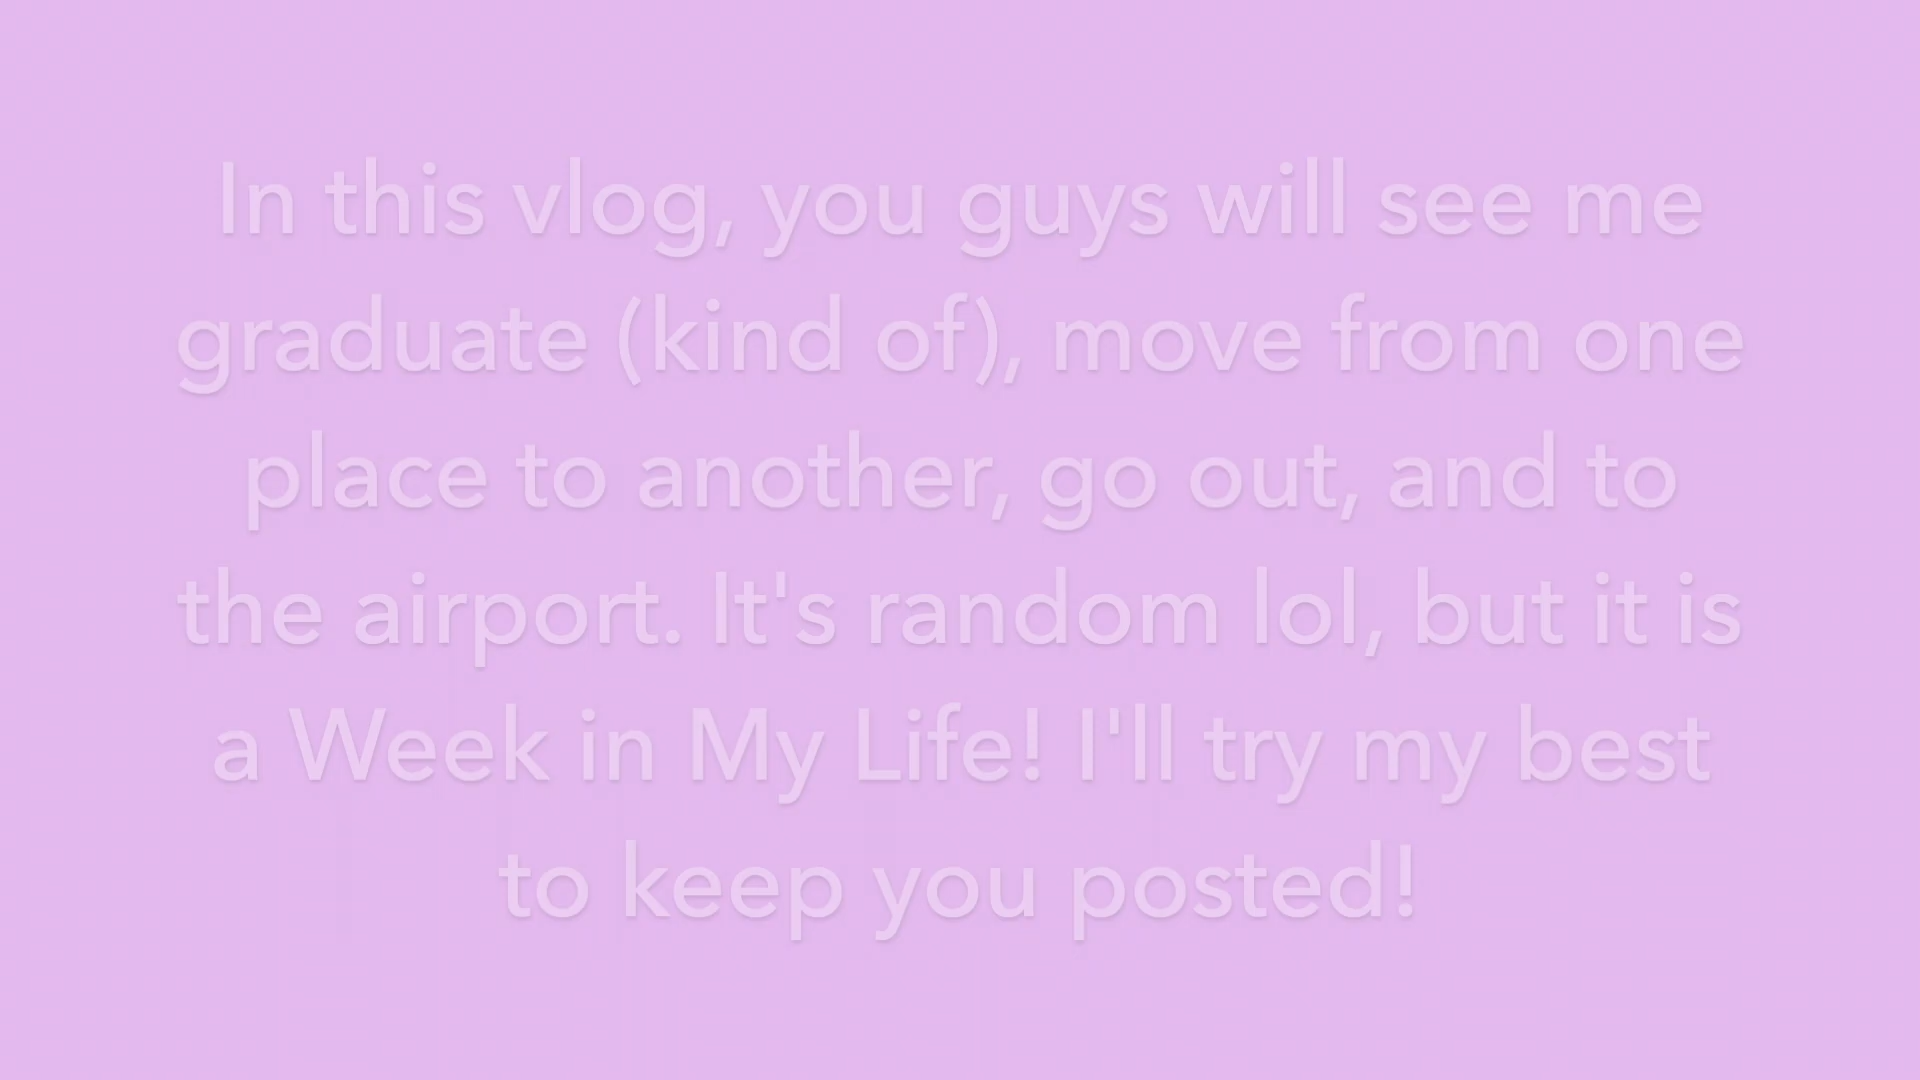 In this vlog, you guys will see me
graduate (kind of), move from one
place to another, go out, and to
the airport. It's random lol, but it is
a Week in My Life! I'll try my best
to keep you posted!